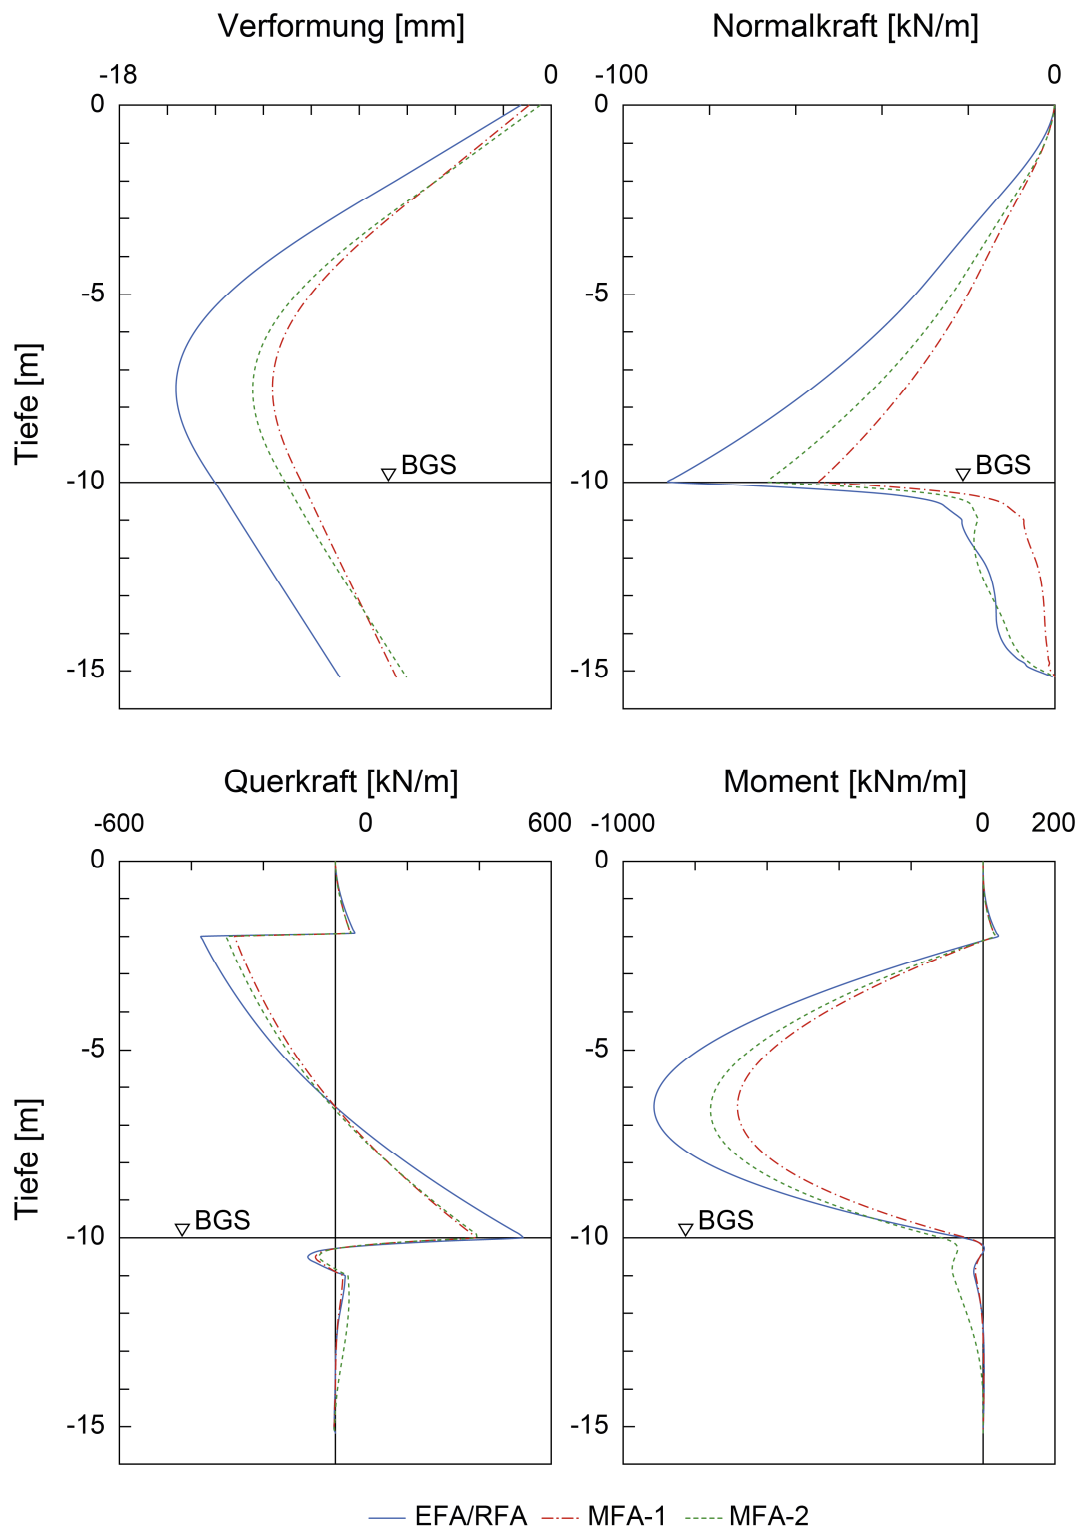 Verformung [mm]
Normalkraft [kN/m]
-18
0
-100
0
0
-5
-10
-15
0
-5
-10
-15
Tiefe [m]
BGS
BGS
Querkraft [kN/m]
Moment [kNm/m]
-600
0
600
-1000
0
200
0
-5
-10
-15
0
-5
-10
-15
Tiefe [m]
BGS
BGS
EFA/RFA MFA-1 MFA-2